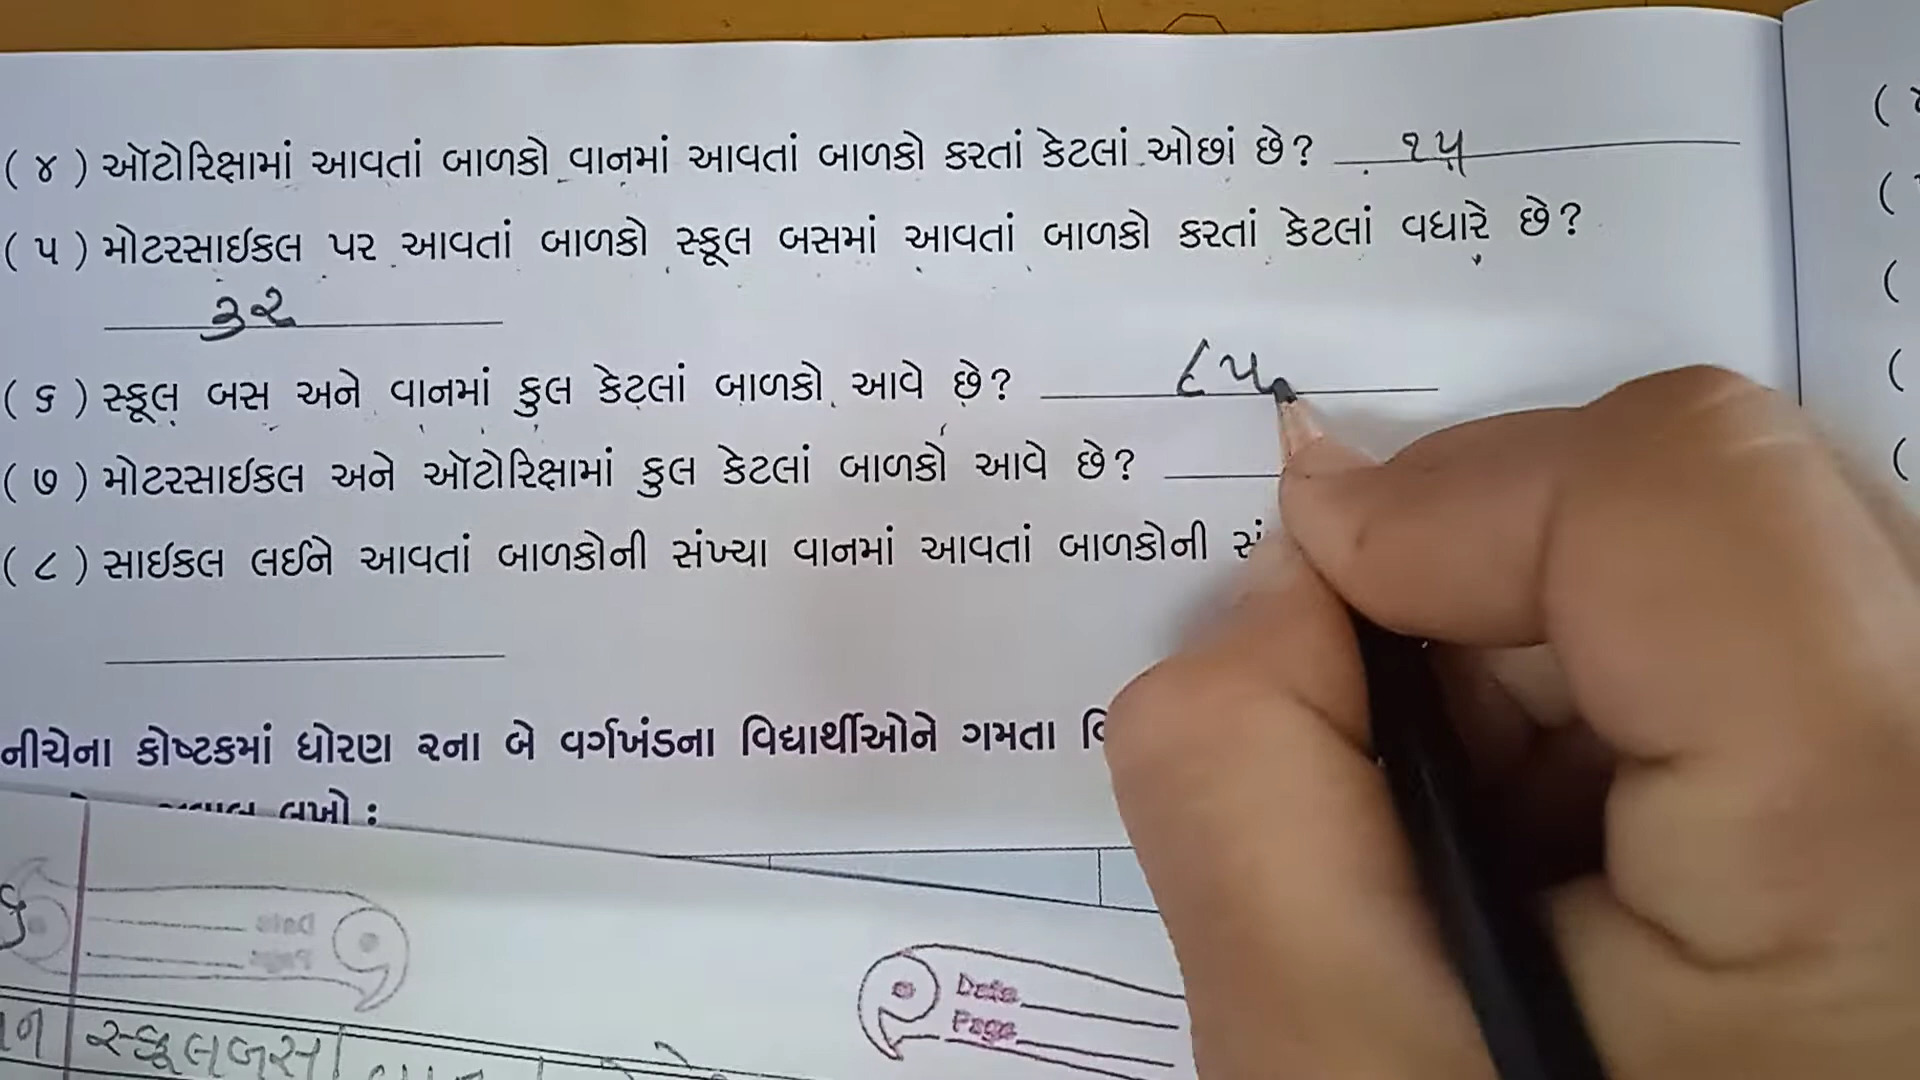 (૪) ઑટોરિક્ષામાં આવતાં બાળકો વાનમાં આવતાં બાળકો કરતાં કેટલાં ઓછાં છે? ૧૫
(૫) મોટરસાઇકલ પર આવતાં બાળકો સ્કૂલ બસમાં આવતાં બાળકો કરતાં કેટલાં વધારે છે?
૩૨
(૬) સ્કૂલ બસ અને વાનમાં કુલ કેટલાં બાળકો આવે છે? ૮૫
(૭) મોટરસાઇકલ અને ઑટોરિક્ષામાં કુલ કેટલાં બાળકો આવે છે?
(૮) સાઇકલ લઈને આવતાં બાળકોની સંખ્યા વાનમાં આવતાં બાળકોની
નીચેના કોષ્ટકમાં ધોરણ ૨ના બે વર્ગખંડના વિદ્યાર્થીઓને ગમતા
લખો :
Date
Page
સ્કૂલબસ